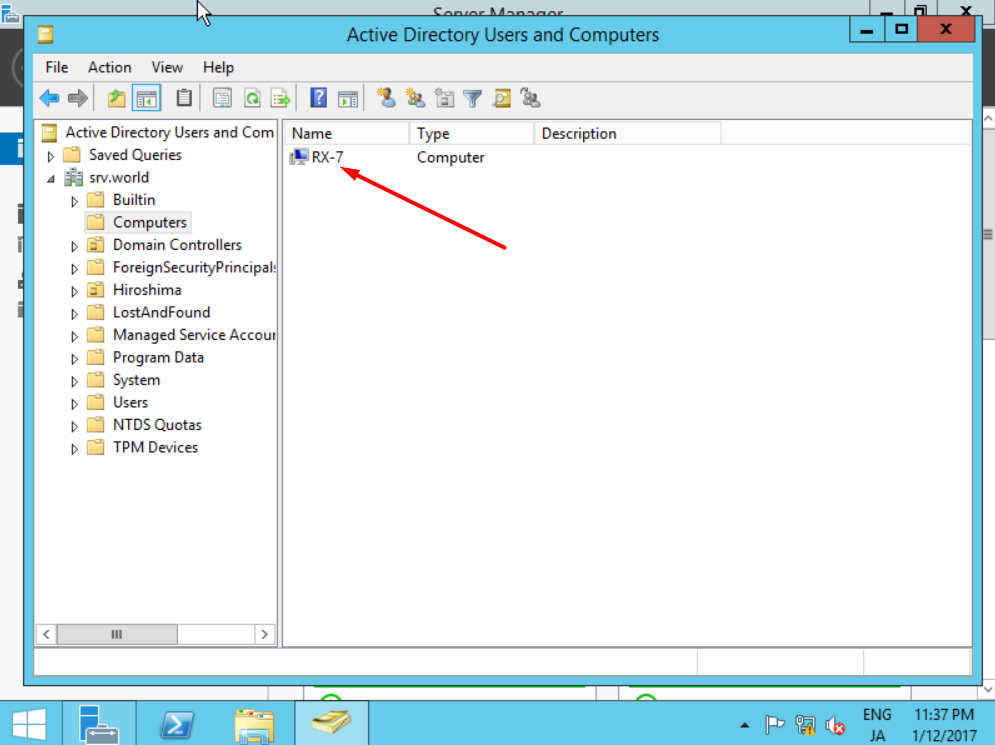 Server Manager
Active Directory Users and Computers
File Action View Help
Active Directory Users and Com
Saved Queries
srv.world
Builtin
Computers
Domain Controllers
ForeignSecurityPrincipals
Hiroshima
LostAndFound
Managed Service Accoun
Program Data
System
Users
NTDS Quotas
TPM Devices
Name Type Description
RX-7 Computer
ENG 11:37 PM
JA 1/12/2017